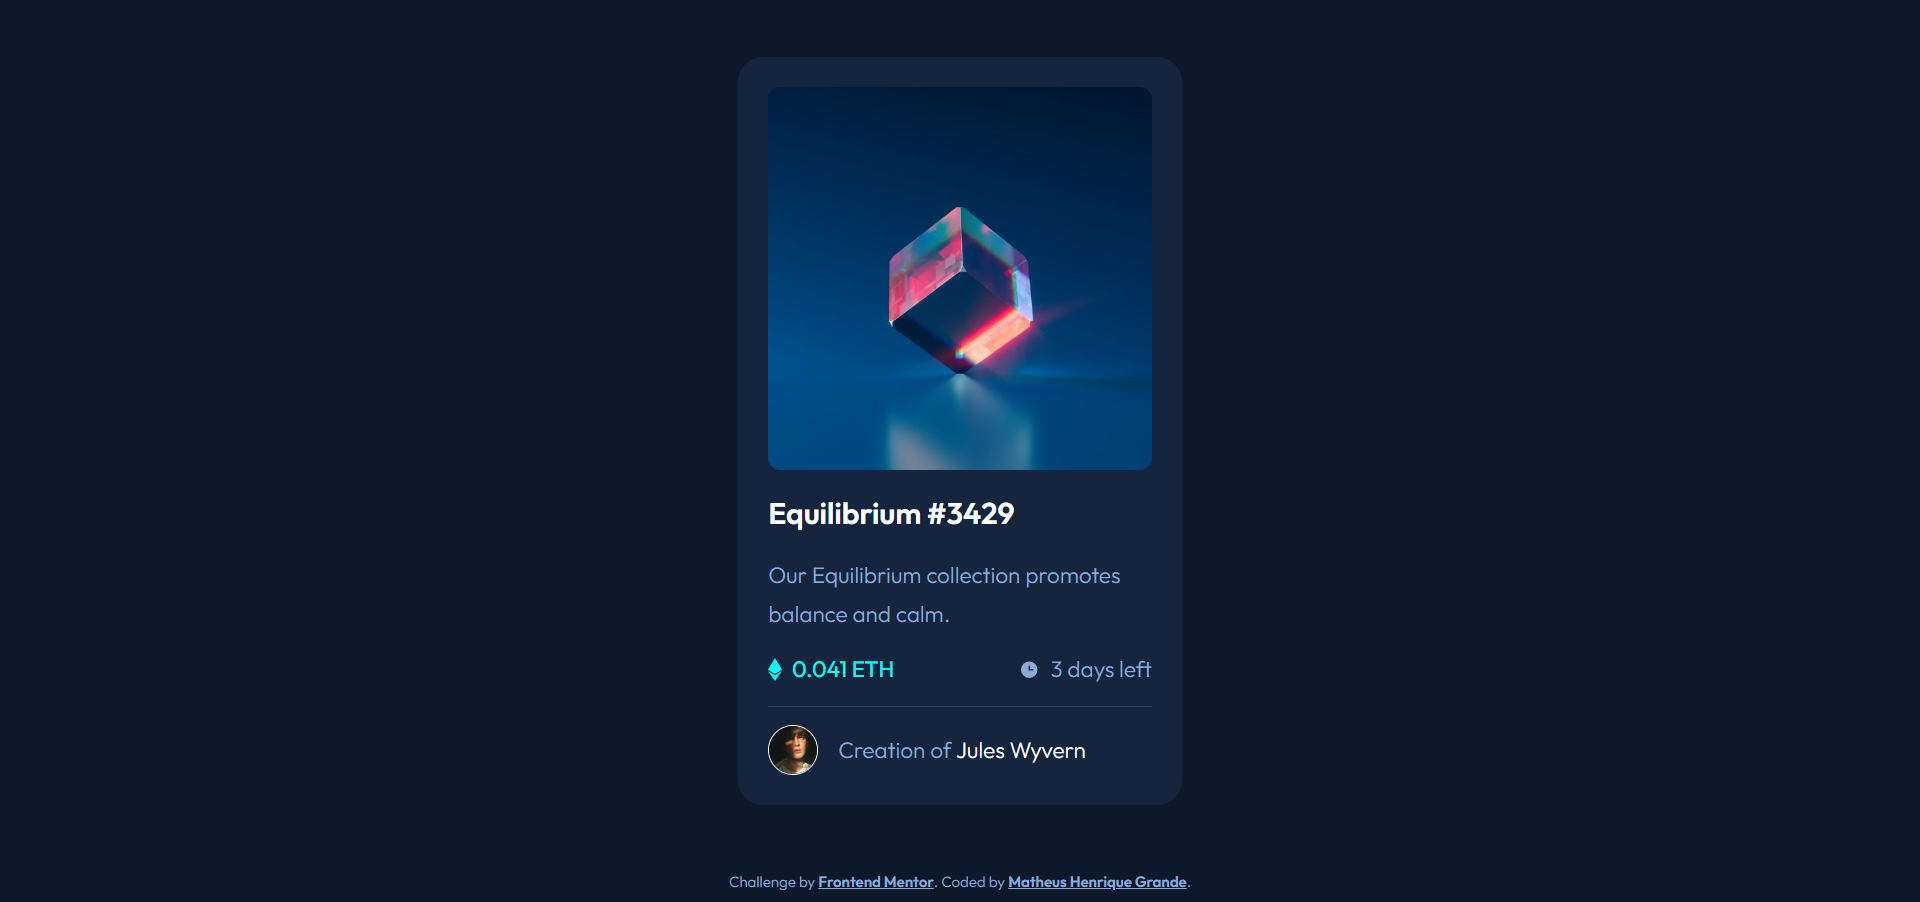 Equilibrium #3429
Our Equilibrium collection promotes
balance and calm.
0.041 ETH
3 days left
Creation of Jules Wyvern
Challenge by Frontend Mentor. Coded by Matheus Henrique Grande.